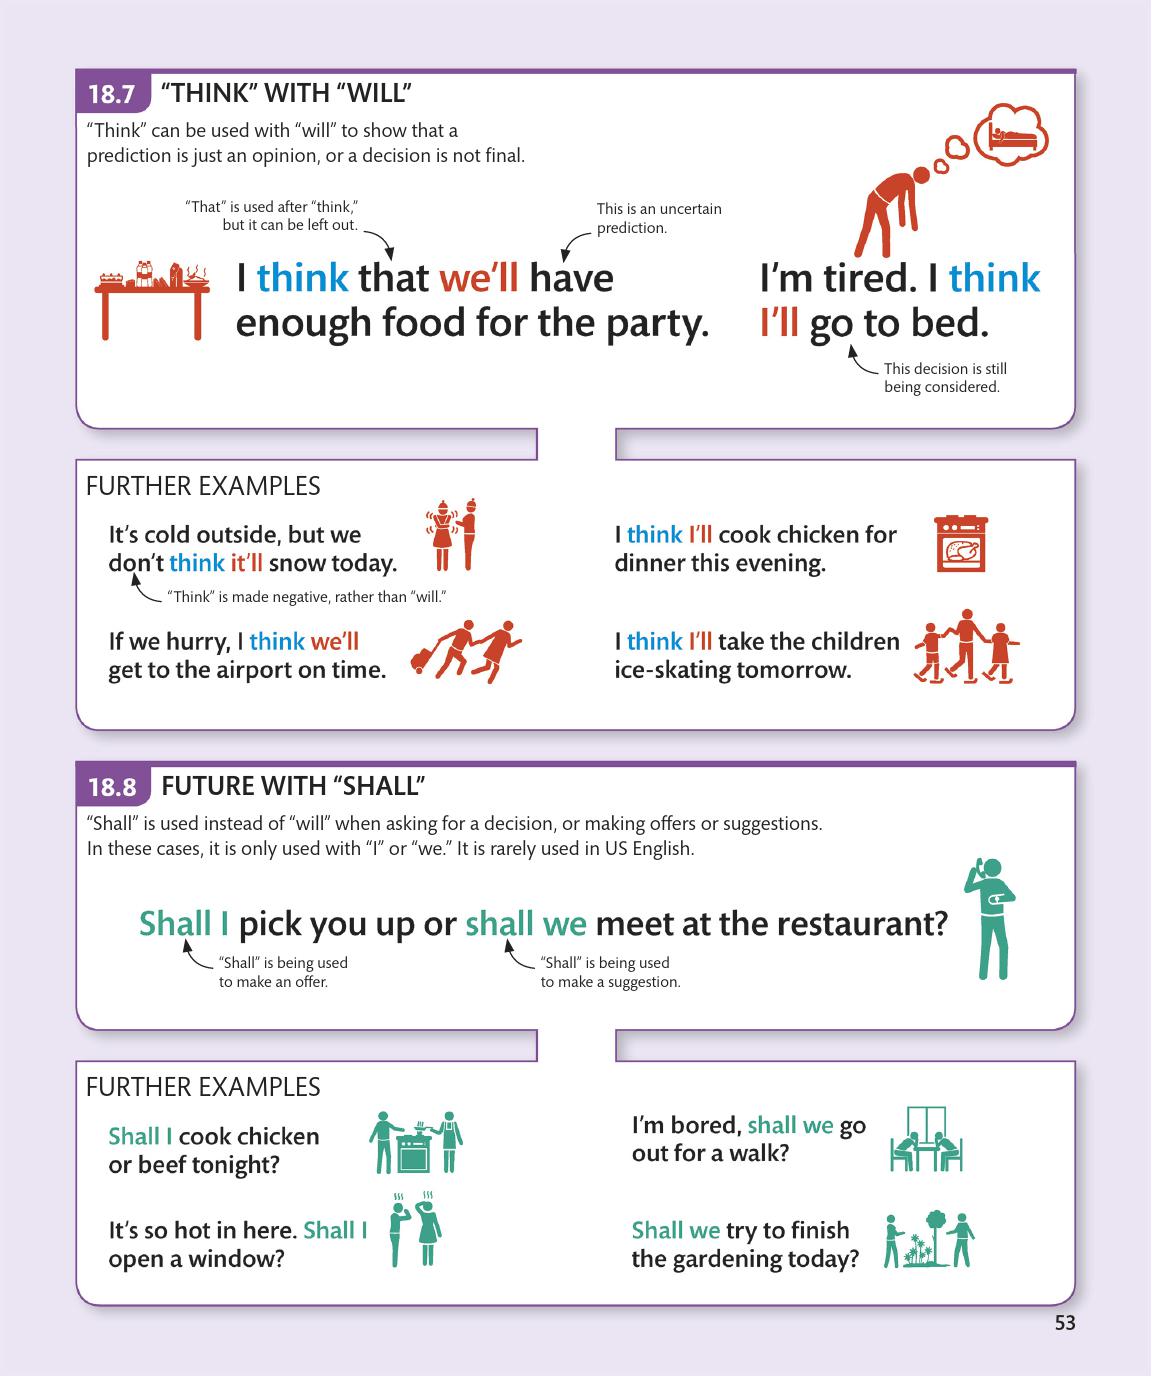 18.7 “THINK” WITH “WILL”
“Think” can be used with “will” to show that a
prediction is just an opinion, or a decision is not final.
“That” is used after “think,”
but it can be left out.
This is an uncertain
prediction.
I think that we’ll have
enough food for the party.
I’m tired. I think
I’ll go to bed.
This decision is still
being considered.
FURTHER EXAMPLES
It’s cold outside, but we
don’t think it’ll snow today.
“Think” is made negative, rather than “will.”
If we hurry, I think we’ll
get to the airport on time.
I think I’ll cook chicken for
dinner this evening.
I think I’ll take the children
ice-skating tomorrow.
18.8 FUTURE WITH “SHALL”
“Shall” is used instead of “will” when asking for a decision, or making offers or suggestions.
In these cases, it is only used with “I” or “we.” It is rarely used in US English.
Shall I pick you up or shall we meet at the restaurant?
“Shall” is being used
to make an offer.
“Shall” is being used
to make a suggestion.
FURTHER EXAMPLES
Shall I cook chicken
or beef tonight?
It’s so hot in here. Shall I
open a window?
I’m bored, shall we go
out for a walk?
Shall we try to finish
the gardening today?
53